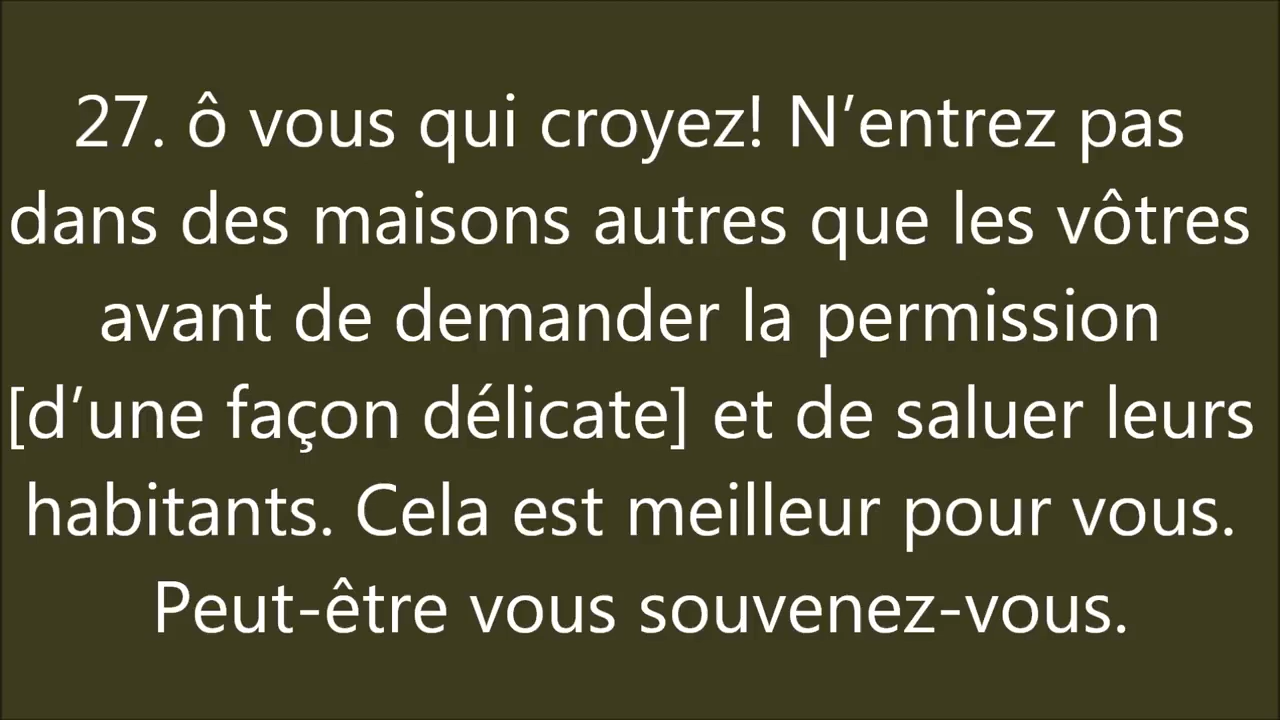 27. ô vous qui croyez! N’entrez pas
dans des maisons autres que les vôtres
avant de demander la permission
[d’une façon délicate] et de saluer leurs
habitants. Cela est meilleur pour vous.
Peut-être vous souvenez-vous.